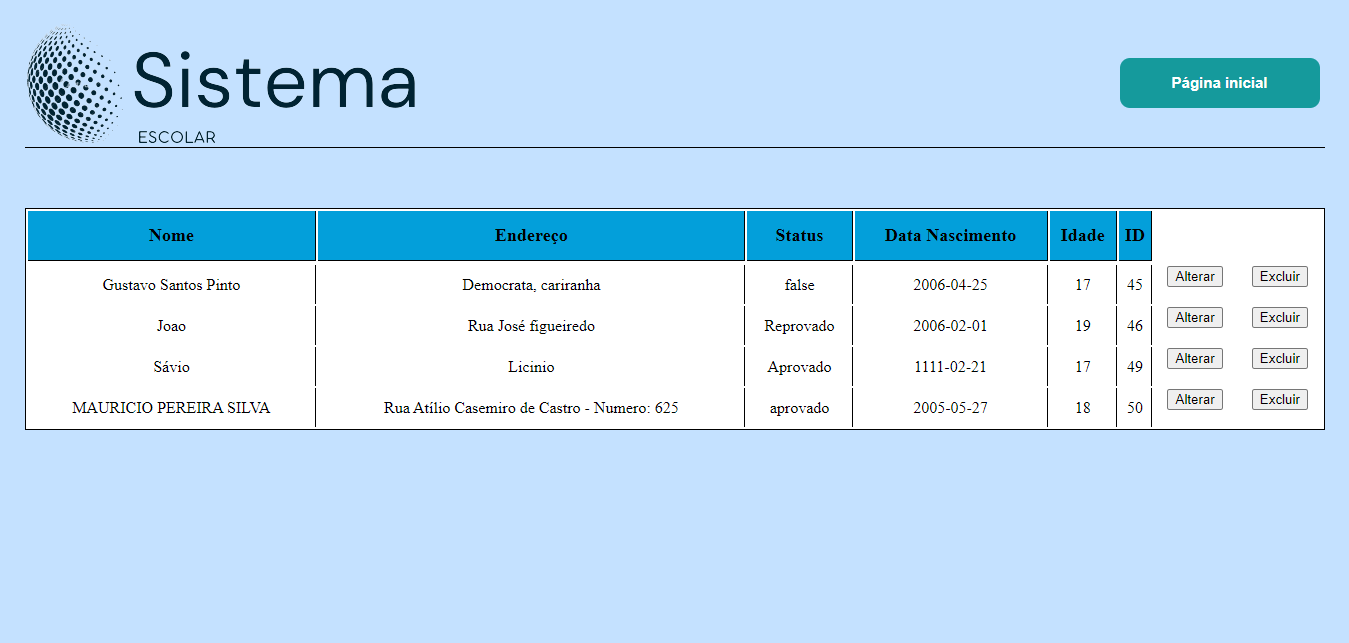 Sistema
ESCOLAR
Página inicial
Nome Endereço Status Data Nascimento Idade ID
Gustavo Santos Pinto Democrata, cariranha false 2006-04-25 17 45 Alterar Excluir
Joao Rua José figueiredo Reprovado 2006-02-01 19 46 Alterar Excluir
Sávio Licinio Aprovado 1111-02-21 17 49 Alterar Excluir
MAURICIO PEREIRA SILVA Rua Atílio Casemiro de Castro - Numero: 625 aprovado 2005-05-27 18 50 Alterar Excluir